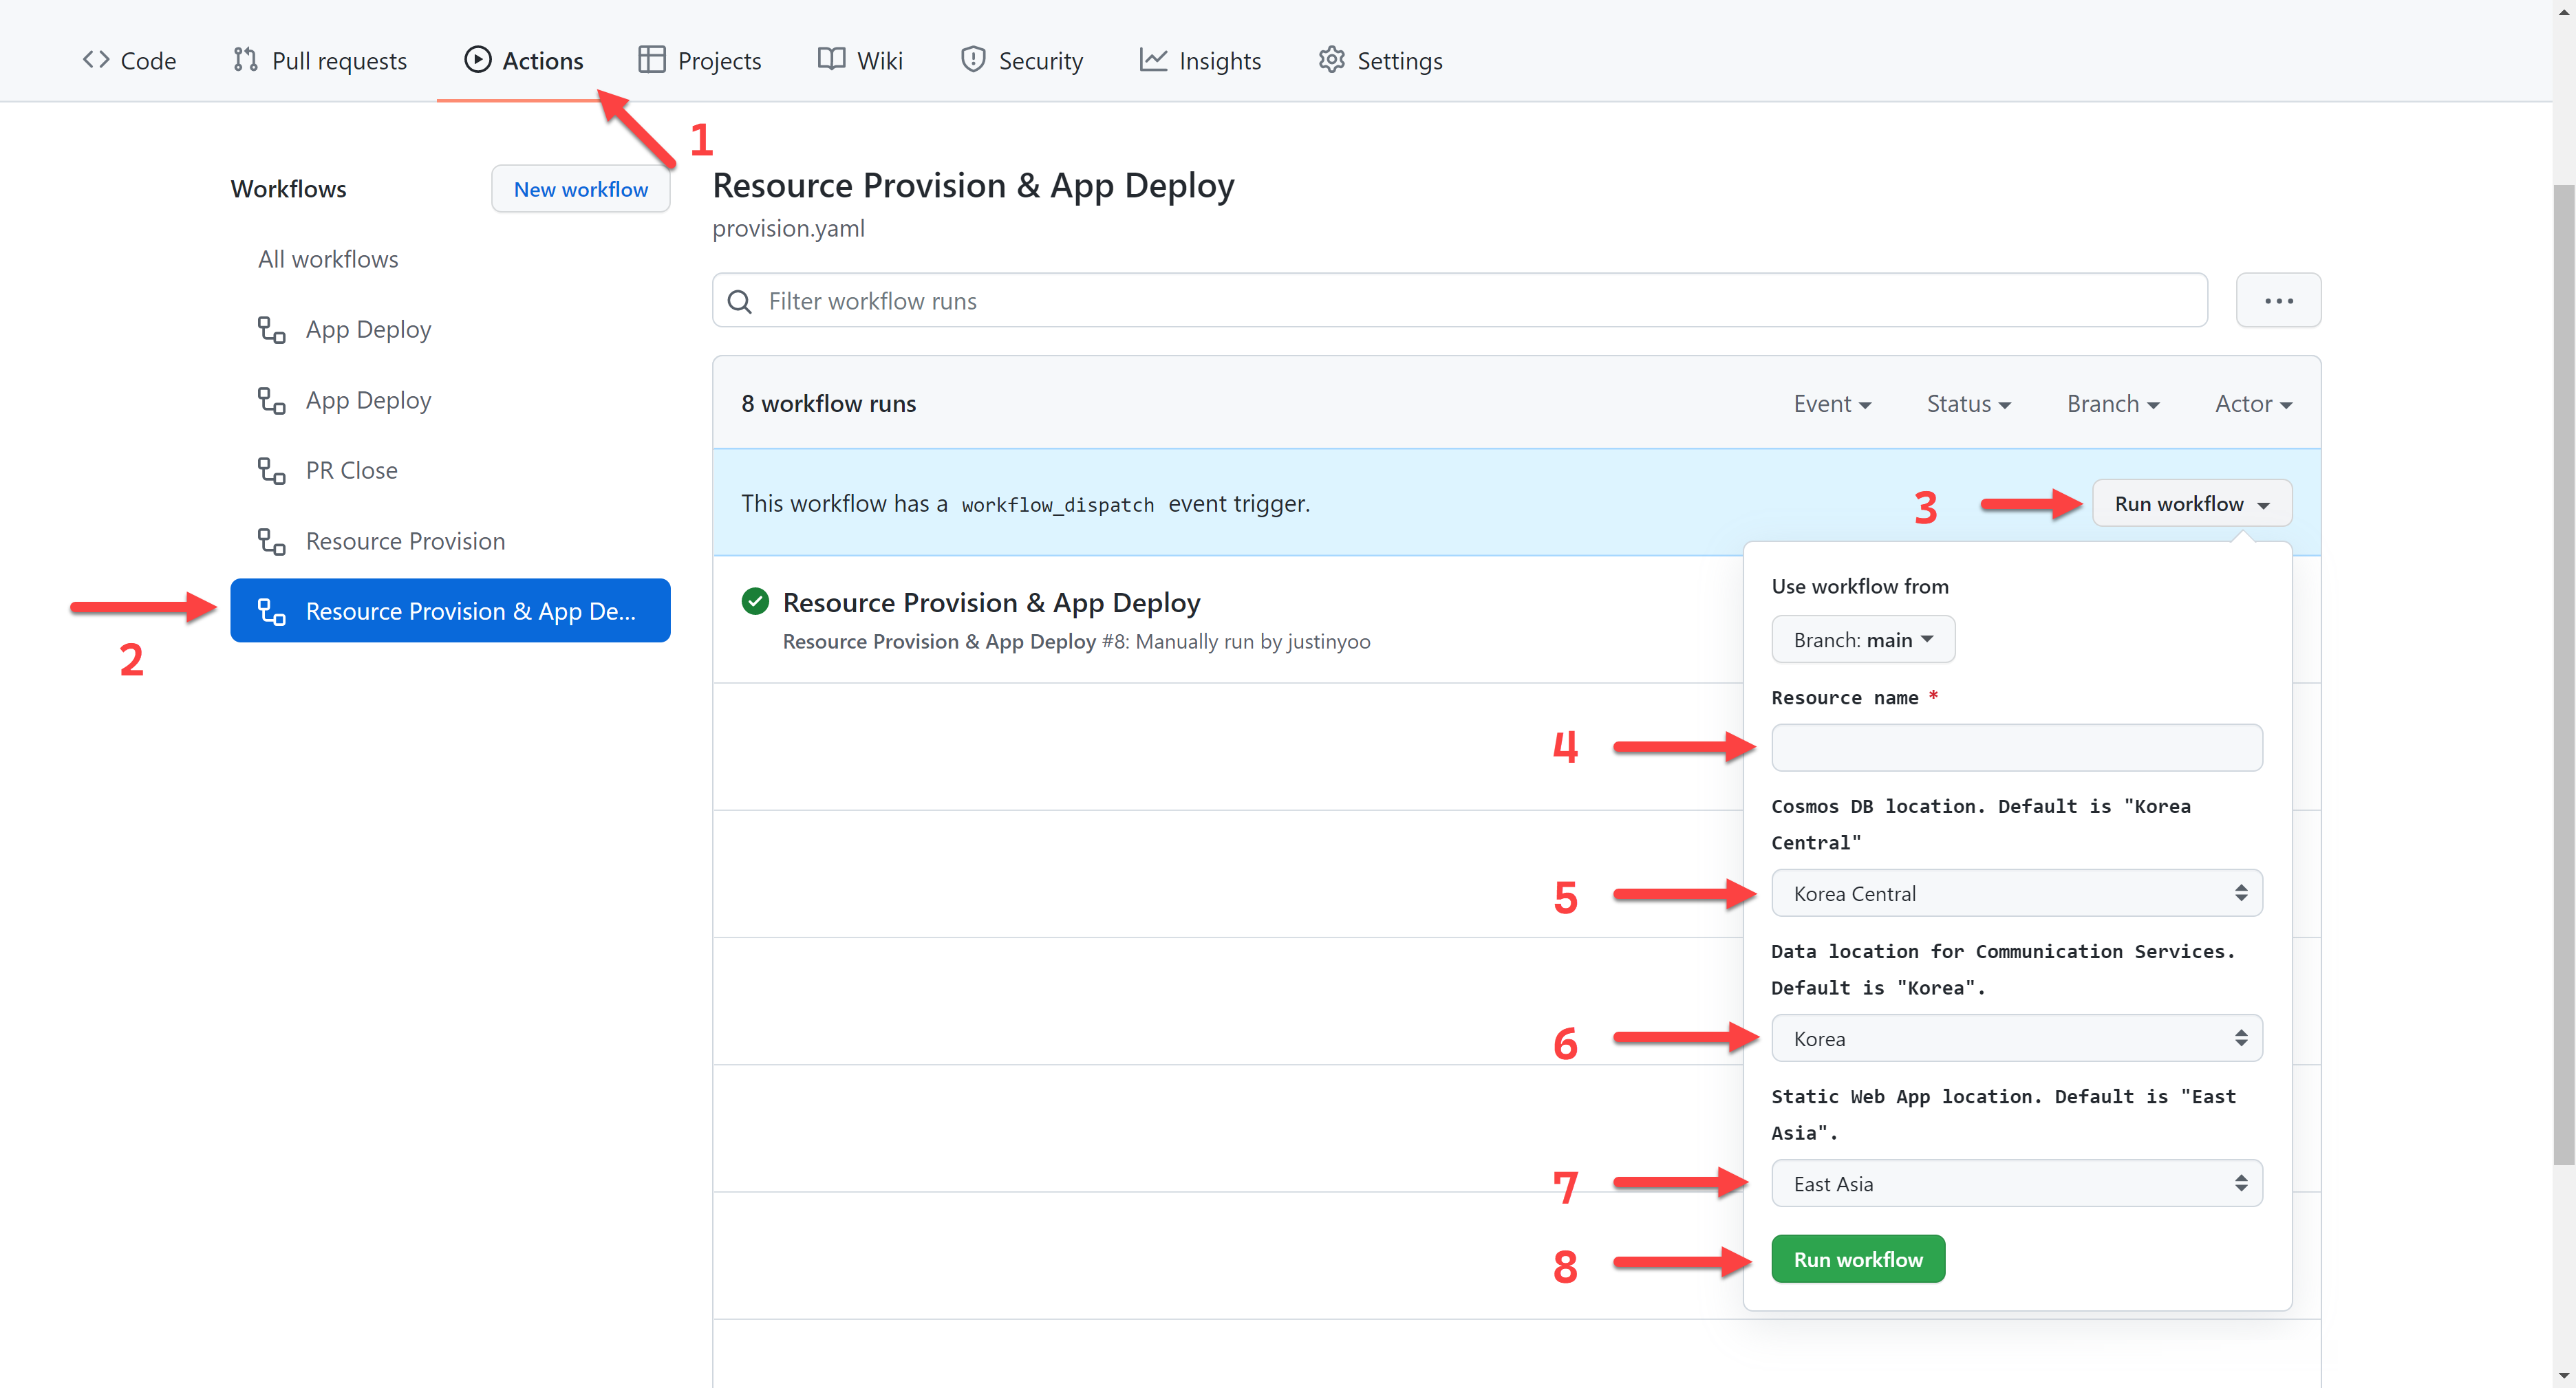 Code
Pull requests
Actions
Projects
Wiki
Security
Insights
Settings
1
Workflows
New workflow
All workflows
App Deploy
App Deploy
PR Close
Resource Provision
Resource Provision & App De...
2
Resource Provision & App Deploy
provision.yaml
Filter workflow runs
8 workflow runs
Event
Status
Branch
Actor
This workflow has a workflow_dispatch event trigger.
3
Run workflow
Resource Provision & App Deploy
Resource Provision & App Deploy #8: Manually run by justinyoo
Use workflow from
Branch: main
Resource name *
4
Cosmos DB location. Default is "Korea
Central"
5
Korea Central
Data location for Communication Services.
Default is "Korea".
6
Korea
Static Web App location. Default is "East
Asia".
7
East Asia
8
Run workflow